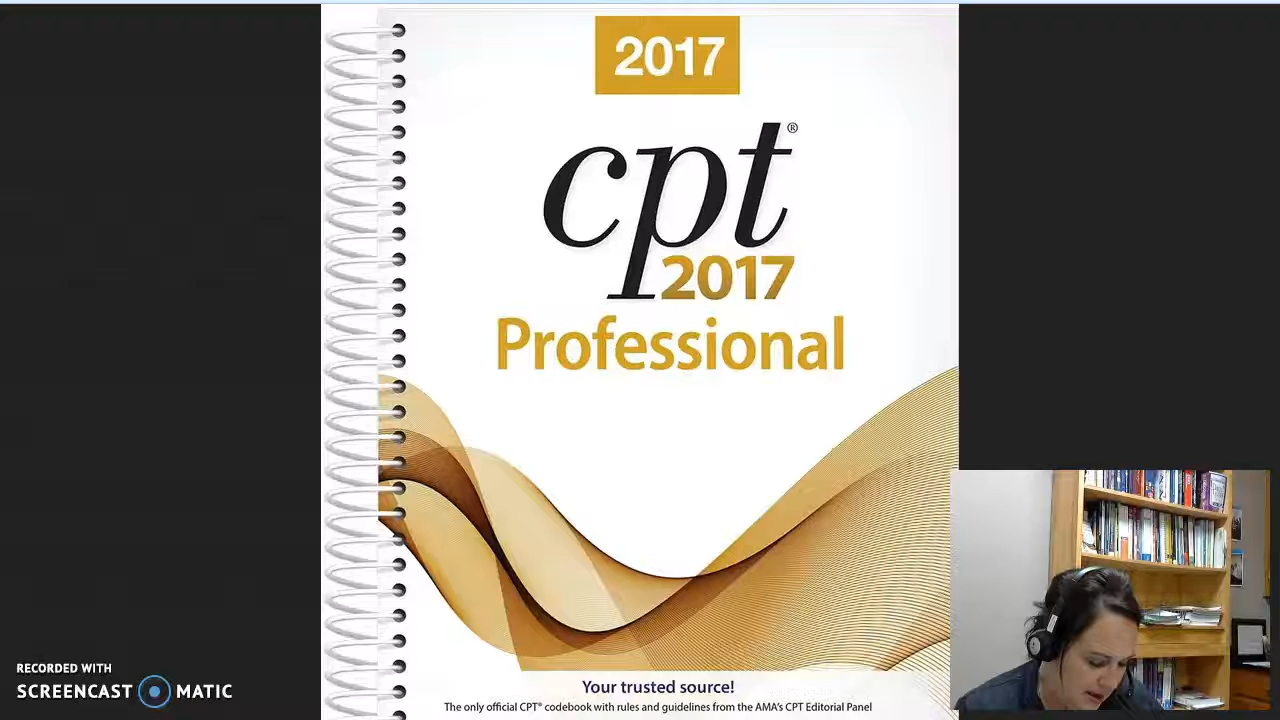 2017
cpt®
2017
Professional
Your trusted source!
The only official CPT® codebook with rules and guidelines from the AMA's CPT Editorial Panel
RECORDED WITH
SCREENCAST MATIC